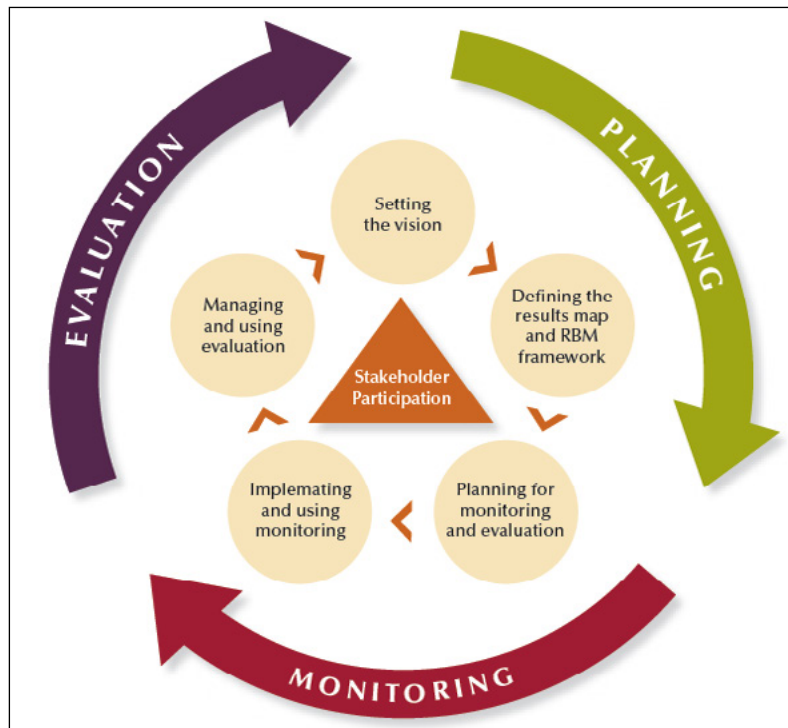 EVALUATION
PLANNING
Setting
the vision
Managing
and using
evaluation
Defining the
results map
and RBM
framework
Stakeholder
Participation
Implemating
and using
monitoring
Planning for
monitoring
and evaluation
MONITORING